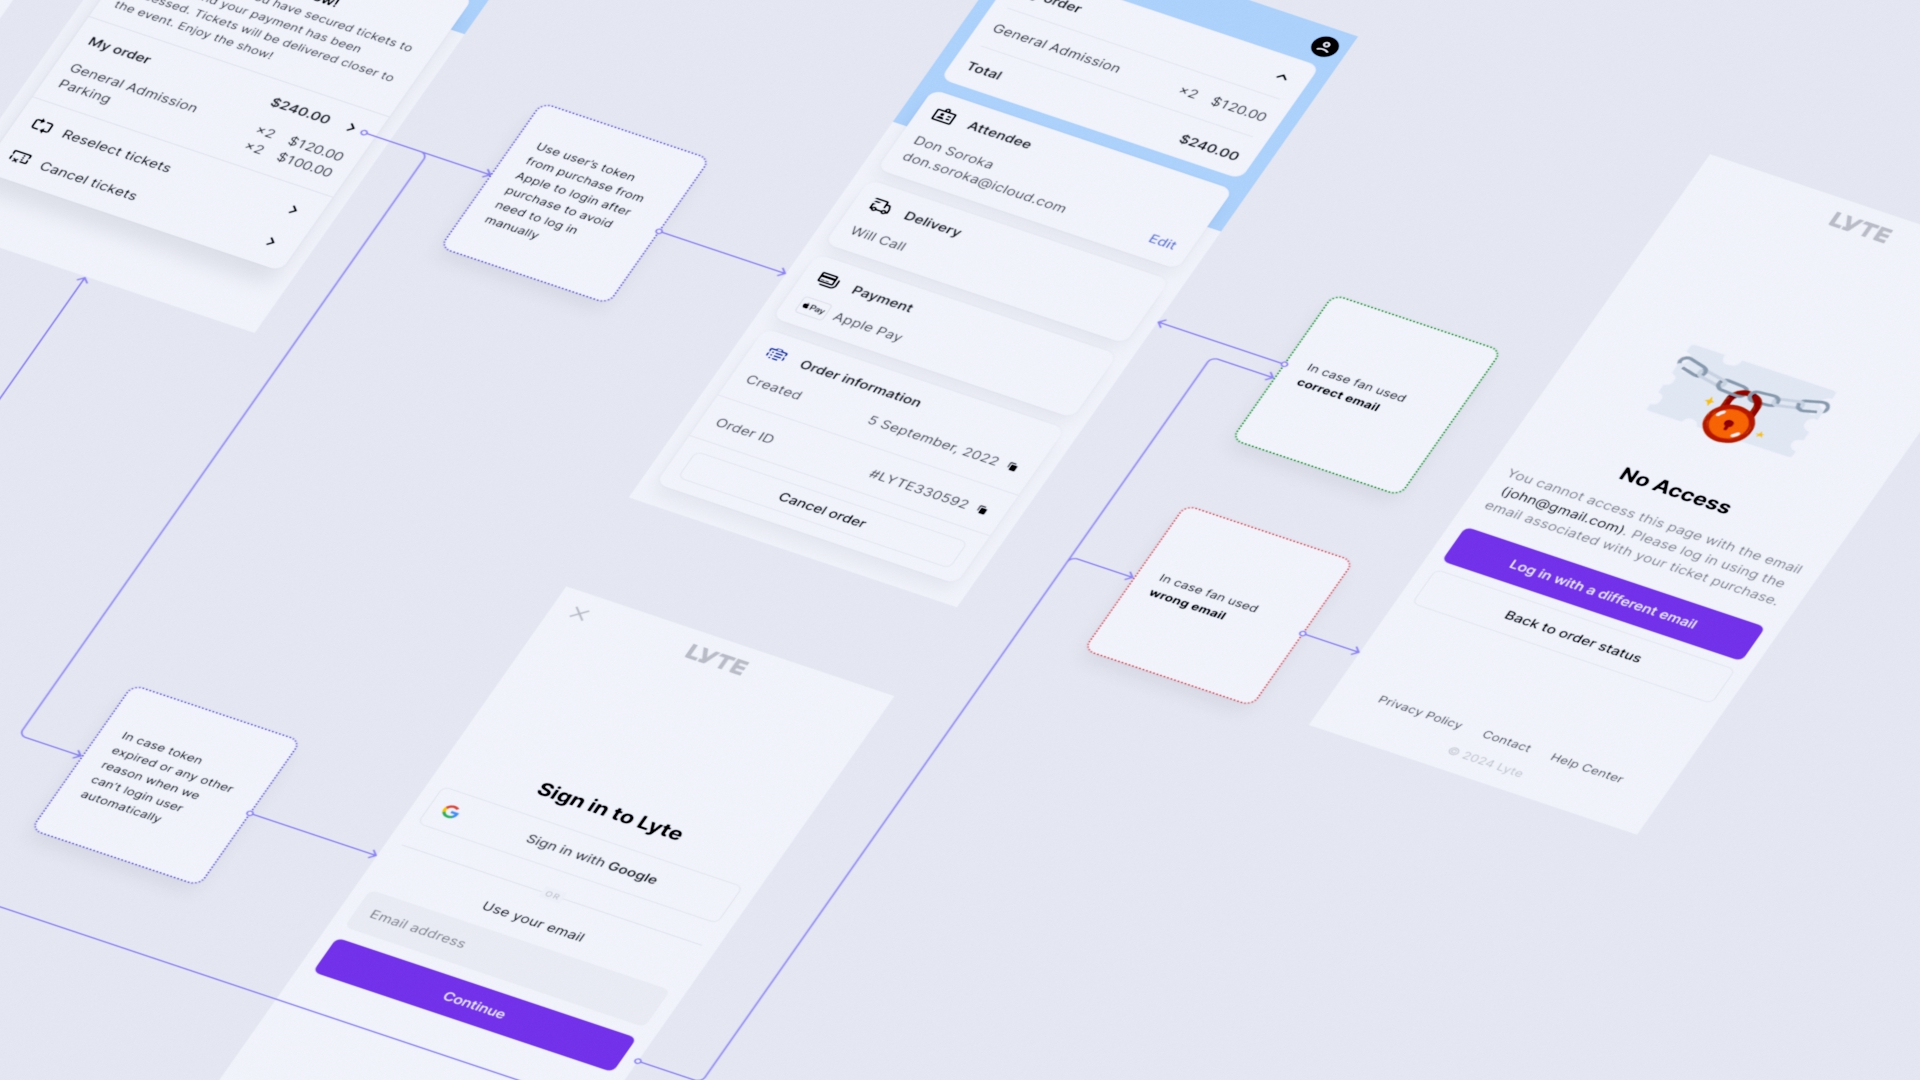 have secured tickets to
your payment has been
essed. Tickets will be delivered closer to
the event. Enjoy the show!
My order
$240.00
General Admission
×2 $120.00
Parking
×2 $100.00
Reselect tickets
Cancel tickets
Use user's token
from purchase from
Apple to login after
purchase to avoid
need to log in
manually
order
General Admission
×2 $120.00
Total
$240.00
Attendee
Don Soroka
don.soroka@icloud.com
Edit
Delivery
Will Call
Payment
Pay Apple Pay
Order information
Created
5 September, 2022
Order ID
#LYTE330592
Cancel order
In case fan used
correct email
In case fan used
wrong email
LYTE
No Access
You cannot access this page with the email
(john@gmail.com). Please log in using the
email associated with your ticket purchase.
Log in with a different email
Back to order status
Privacy Policy Contact Help Center
© 2024 Lyte
In case token
expired or any other
reason when we
can't login user
automatically
LYTE
Sign in to Lyte
Sign in with Google
OR
Use your email
Email address
Continue